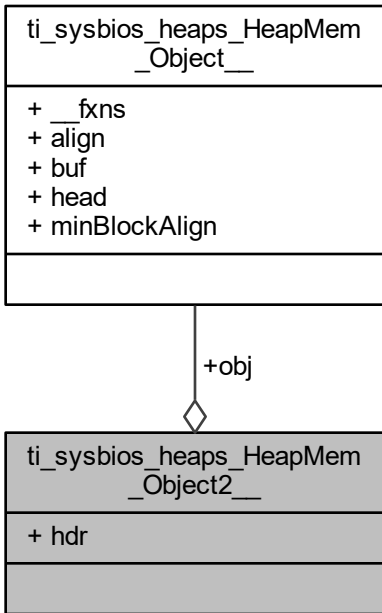 ti_sysbios_heaps_HeapMem
_Object__
+ __fxns
+ align
+ buf
+ head
+ minBlockAlign
+obj
ti_sysbios_heaps_HeapMem
_Object2__
+ hdr